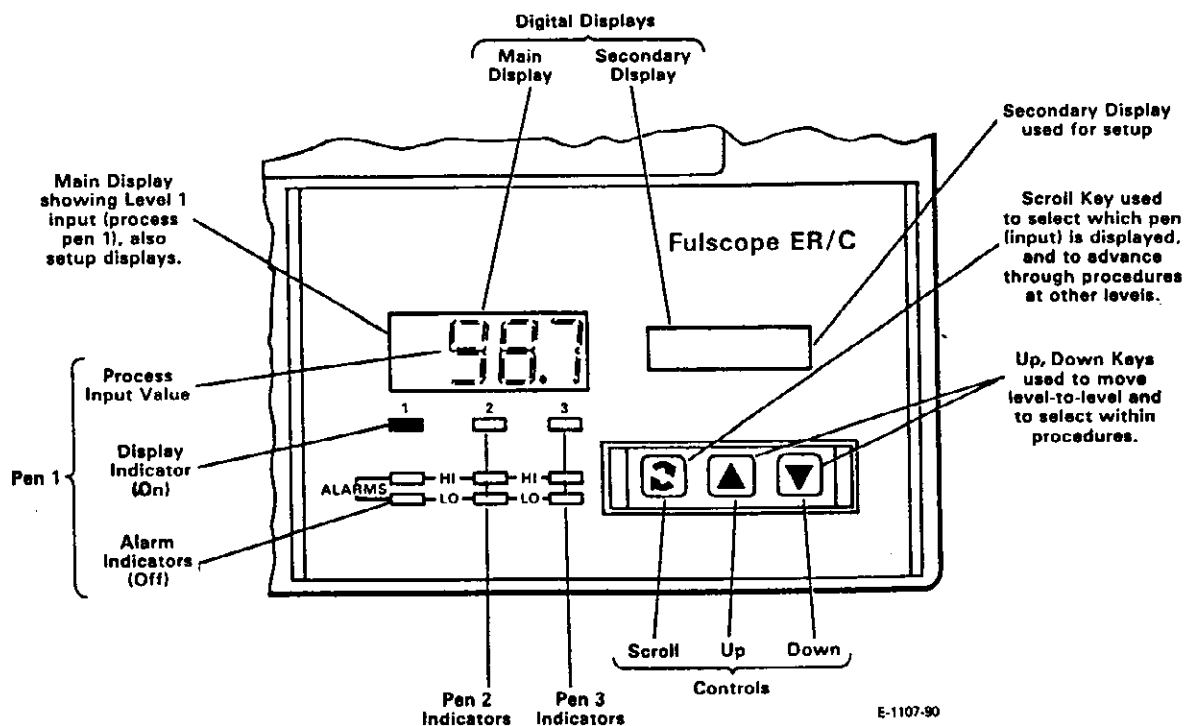 Digital Displays
Main
Display
Secondary
Display
Secondary Display
used for setup
Main Display
showing Level 1
input (process
pen 1), also
setup displays.
Scroll Key used
to select which pen
(input) is displayed,
and to advance
through procedures
at other levels.
Fulscope ER/C
98.7
Process
Input Value
Up, Down Keys
used to move
level-to-level and
to select within
procedures.
1 2 3
Pen 1
Display
Indicator
(On)
ALARMS HI HI
LO LO
Alarm
Indicators
(Off)
Scroll Up Down
Controls
Pen 2
Indicators
Pen 3
Indicators
E-1107-90